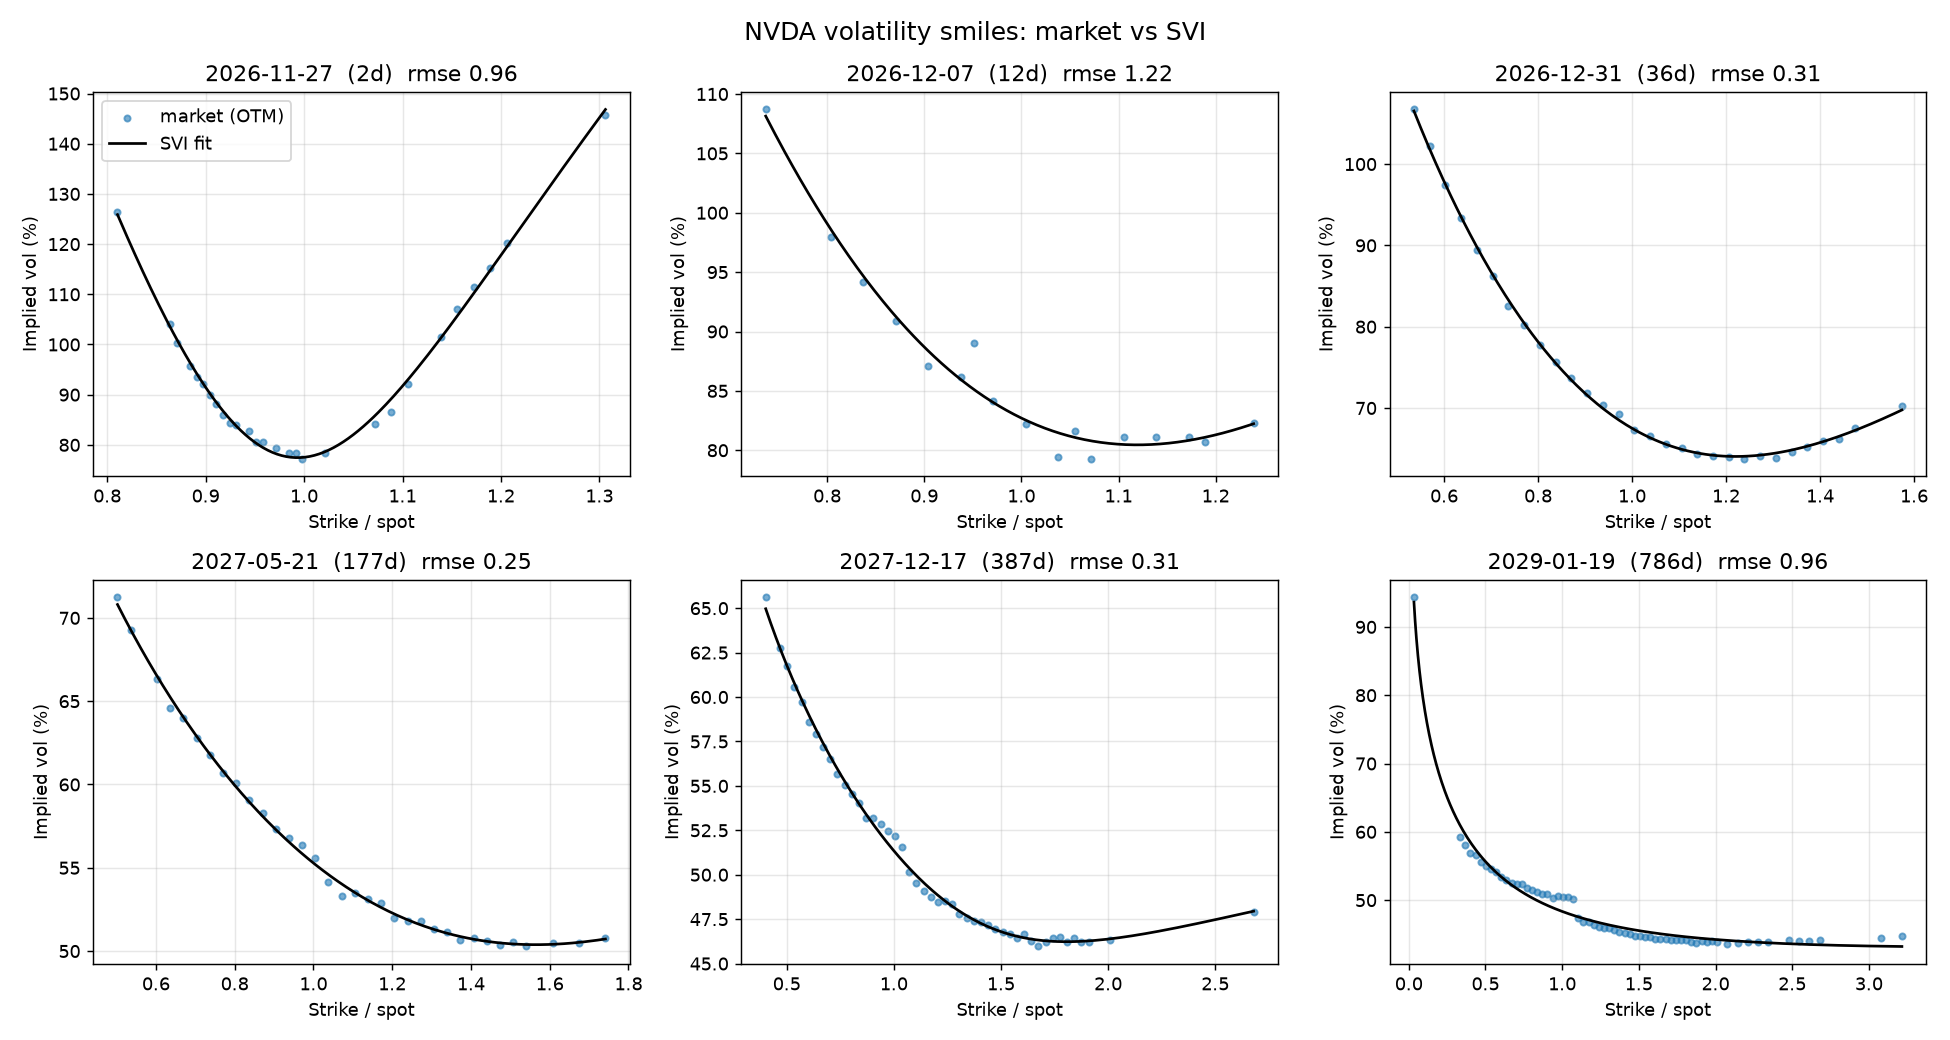 NVDA volatility smiles: market vs SVI
2026-11-27 (2d) rmse 0.96
150
140
130
120
110
100
90
80
Implied vol (%)
market (OTM)
SVI fit
0.8 0.9 1.0 1.1 1.2 1.3
Strike / spot
2026-12-07 (12d) rmse 1.22
110
105
100
95
90
85
80
Implied vol (%)
0.8 0.9 1.0 1.1 1.2
Strike / spot
2026-12-31 (36d) rmse 0.31
100
90
80
70
Implied vol (%)
0.6 0.8 1.0 1.2 1.4 1.6
Strike / spot
2027-05-21 (177d) rmse 0.25
70
65
60
55
50
Implied vol (%)
0.6 0.8 1.0 1.2 1.4 1.6 1.8
Strike / spot
2027-12-17 (387d) rmse 0.31
65.0
62.5
60.0
57.5
55.0
52.5
50.0
47.5
45.0
Implied vol (%)
0.5 1.0 1.5 2.0 2.5
Strike / spot
2029-01-19 (786d) rmse 0.96
90
80
70
60
50
Implied vol (%)
0.0 0.5 1.0 1.5 2.0 2.5 3.0
Strike / spot